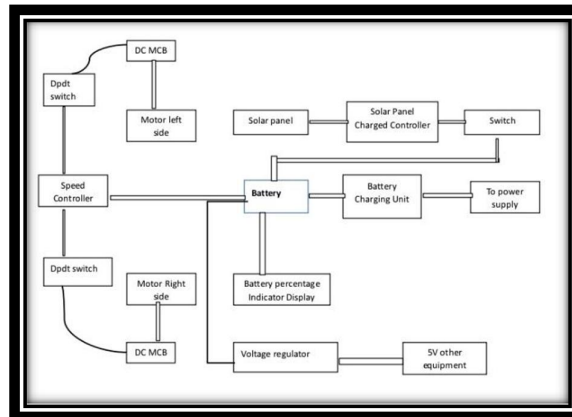 DC MCB
Dpdt
switch
Motor left
side
Solar panel
Solar Panel
Charged Controller
Switch
Speed
Controller
Battery
Battery
Charging Unit
To power
supply
Dpdt switch
Motor Right
side
Battery percentage
Indicator Display
DC MCB
Voltage regulator
5V other
equipment